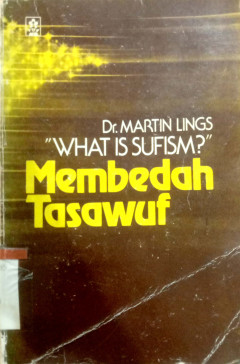 Dr. MARTIN LINGS
"WHAT IS SUFISM?"
Membedah
Tasawuf